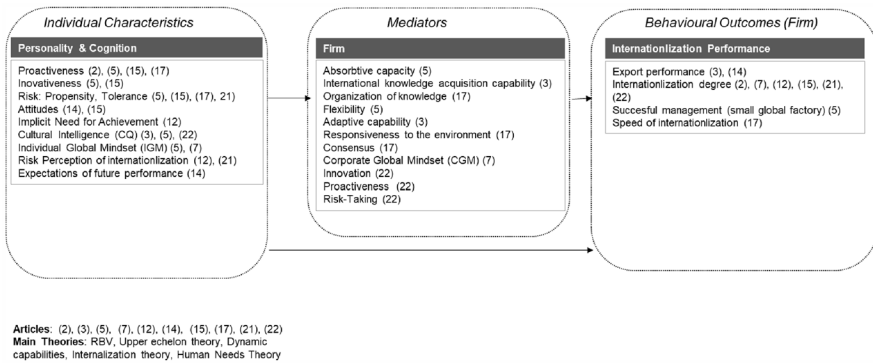 Individual Characteristics
Personality & Cognition
Proactiveness (2), (5), (15), (17)
Inovativeness (5), (15)
Risk: Propensity, Tolerance (5), (15), (17), 21)
Attitudes (14), (15)
Implicit Need for Achievement (12)
Cultural Intelligence (CQ) (3), (5), (22)
Individual Global Mindset (IGM) (5), (7)
Risk Perception of internationlization (12), (21)
Expectations of future performance (14)
Mediators
Firm
Absorbtive capacity (5)
International knowledge acquisition capability (3)
Organization of knowledge (17)
Flexibility (5)
Adaptive capability (3)
Responsiveness to the environment (17)
Consensus (17)
Corporate Global Mindset (CGM) (7)
Innovation (22)
Proactiveness (22)
Risk-Taking (22)
Behavioural Outcomes (Firm)
Internationlization Performance
Export performance (3), (14)
Internationlization degree (2), (7), (12), (15), (21),
(22)
Succesful management (small global factory) (5)
Speed of internationlization (17)
Articles: (2), (3), (5), (7), (12), (14), (15), (17), (21), (22)
Main Theories: RBV, Upper echelon theory, Dynamic
capabilities, Internalization theory, Human Needs Theory